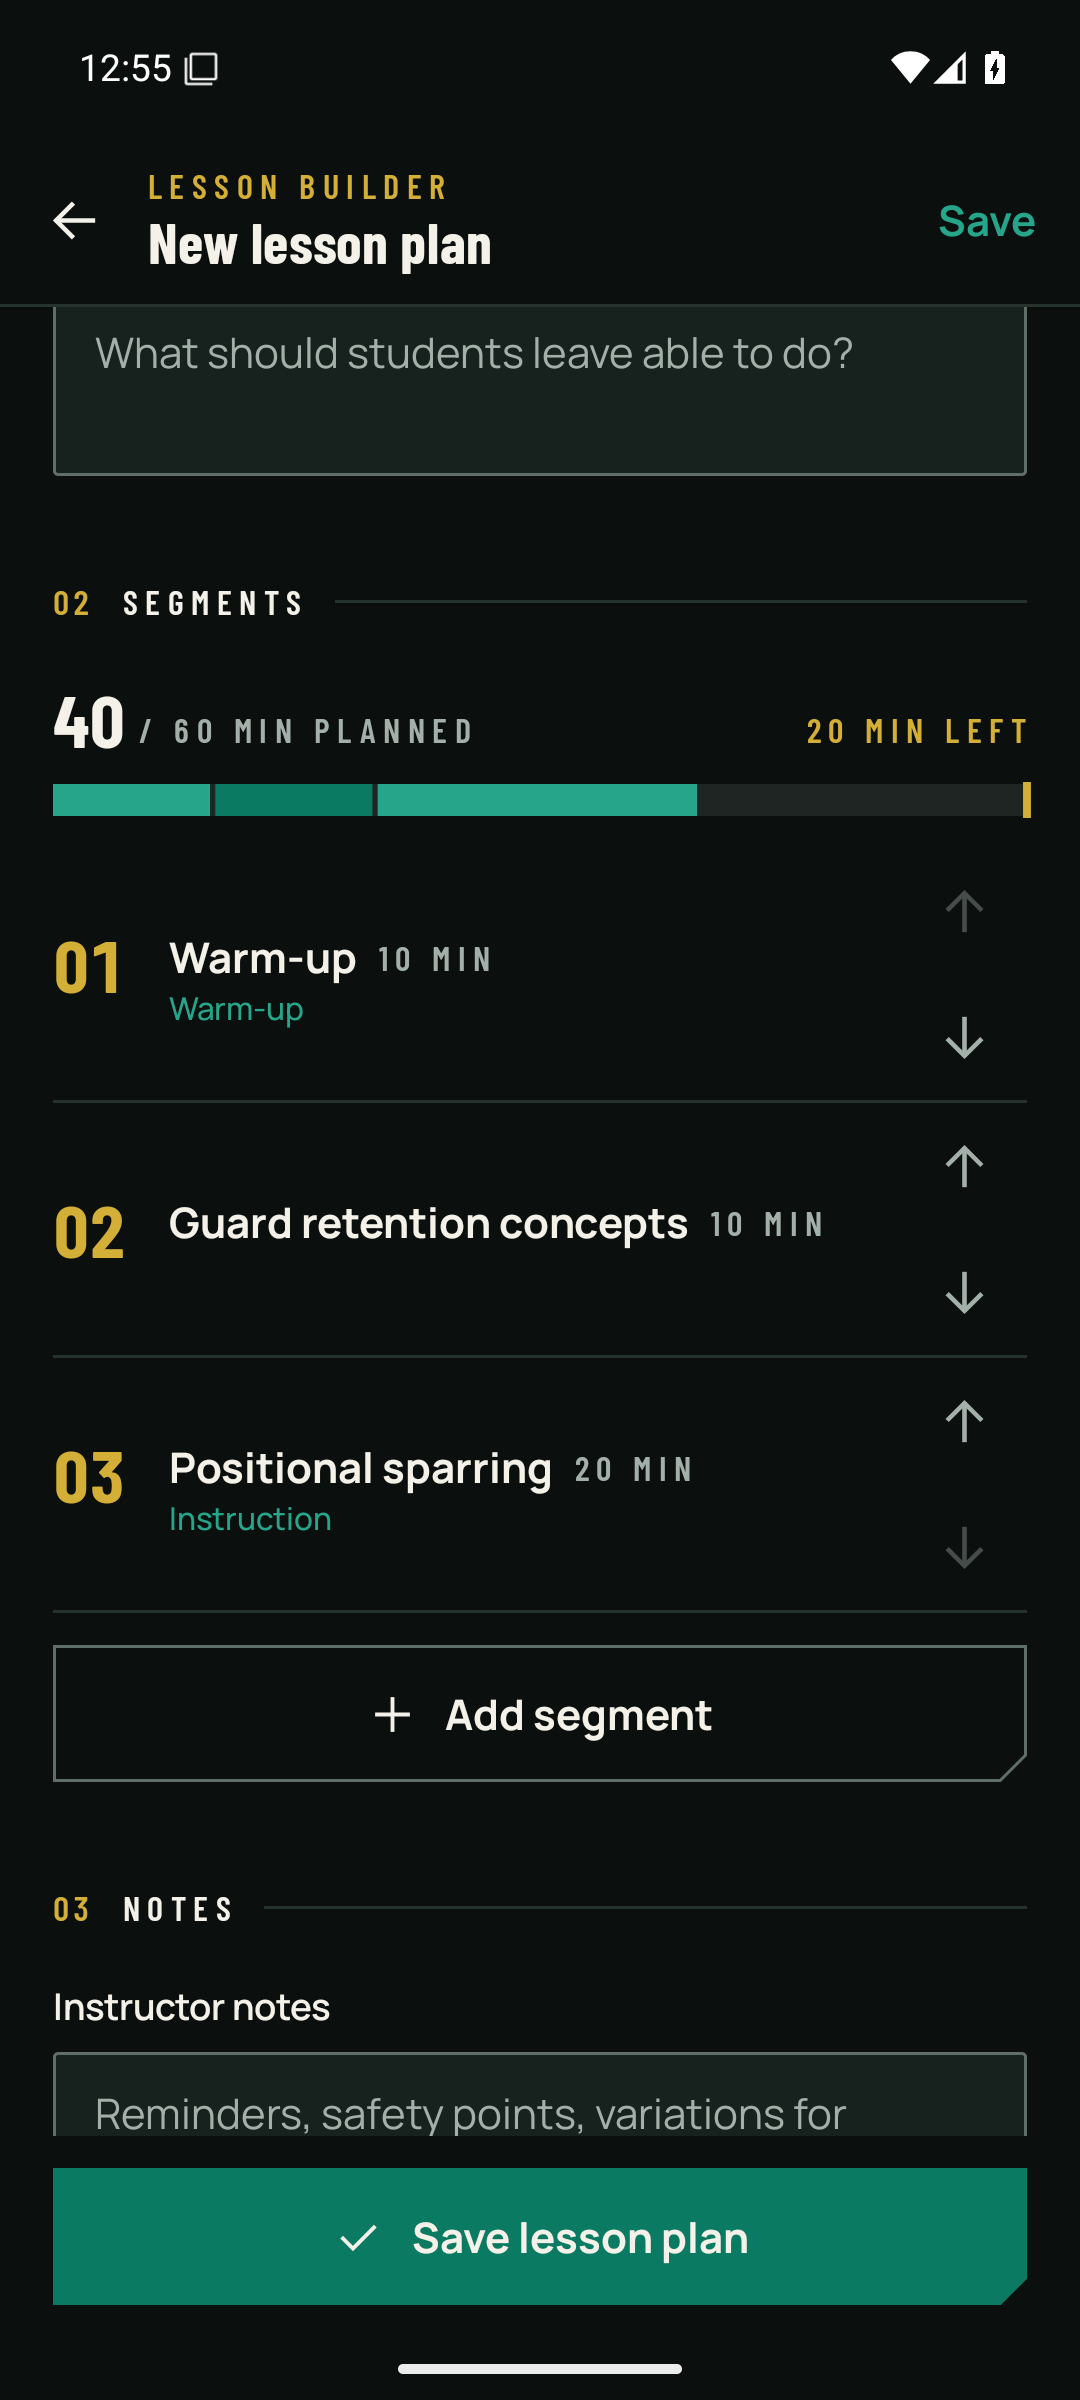 12:55
LESSON BUILDER
New lesson plan
Save
What should students leave able to do?
02 SEGMENTS
40 / 60 MIN PLANNED
20 MIN LEFT
01 Warm-up 10 MIN
Warm-up
02 Guard retention concepts 10 MIN
03 Positional sparring 20 MIN
Instruction
Add segment
03 NOTES
Instructor notes
Reminders, safety points, variations for
Save lesson plan